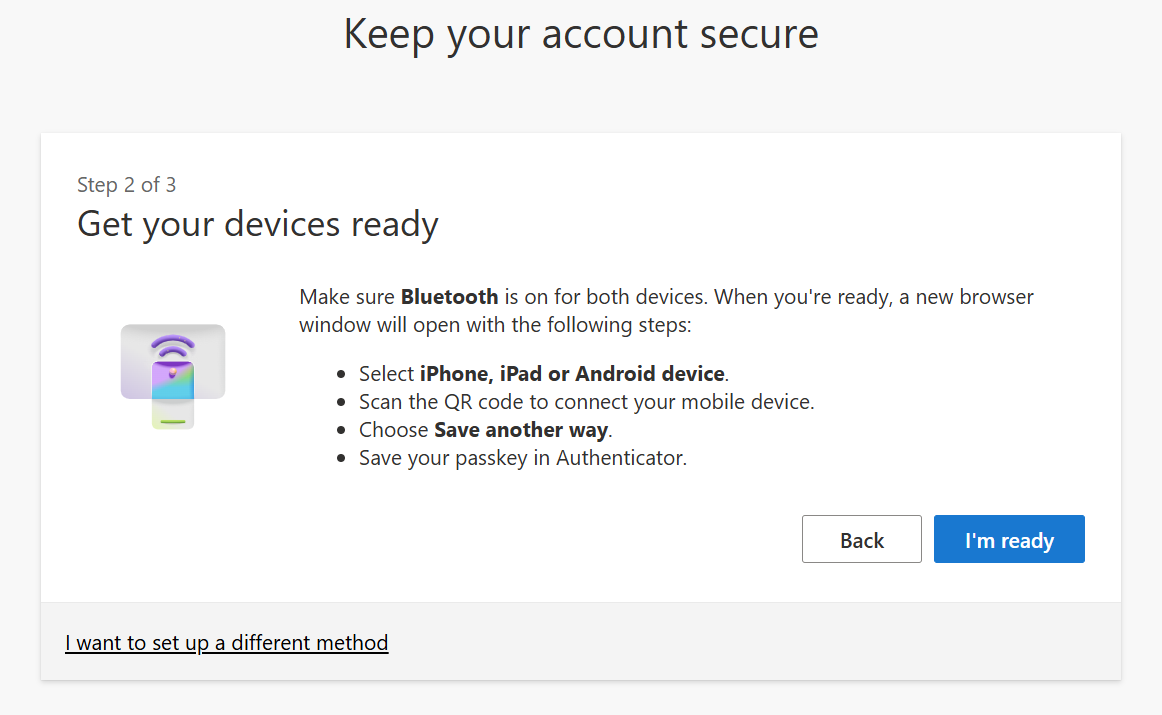 Keep your account secure
Step 2 of 3
Get your devices ready
Make sure Bluetooth is on for both devices. When you're ready, a new browser
window will open with the following steps:
Select iPhone, iPad or Android device.
Scan the QR code to connect your mobile device.
Choose Save another way.
Save your passkey in Authenticator.
Back
I'm ready
I want to set up a different method